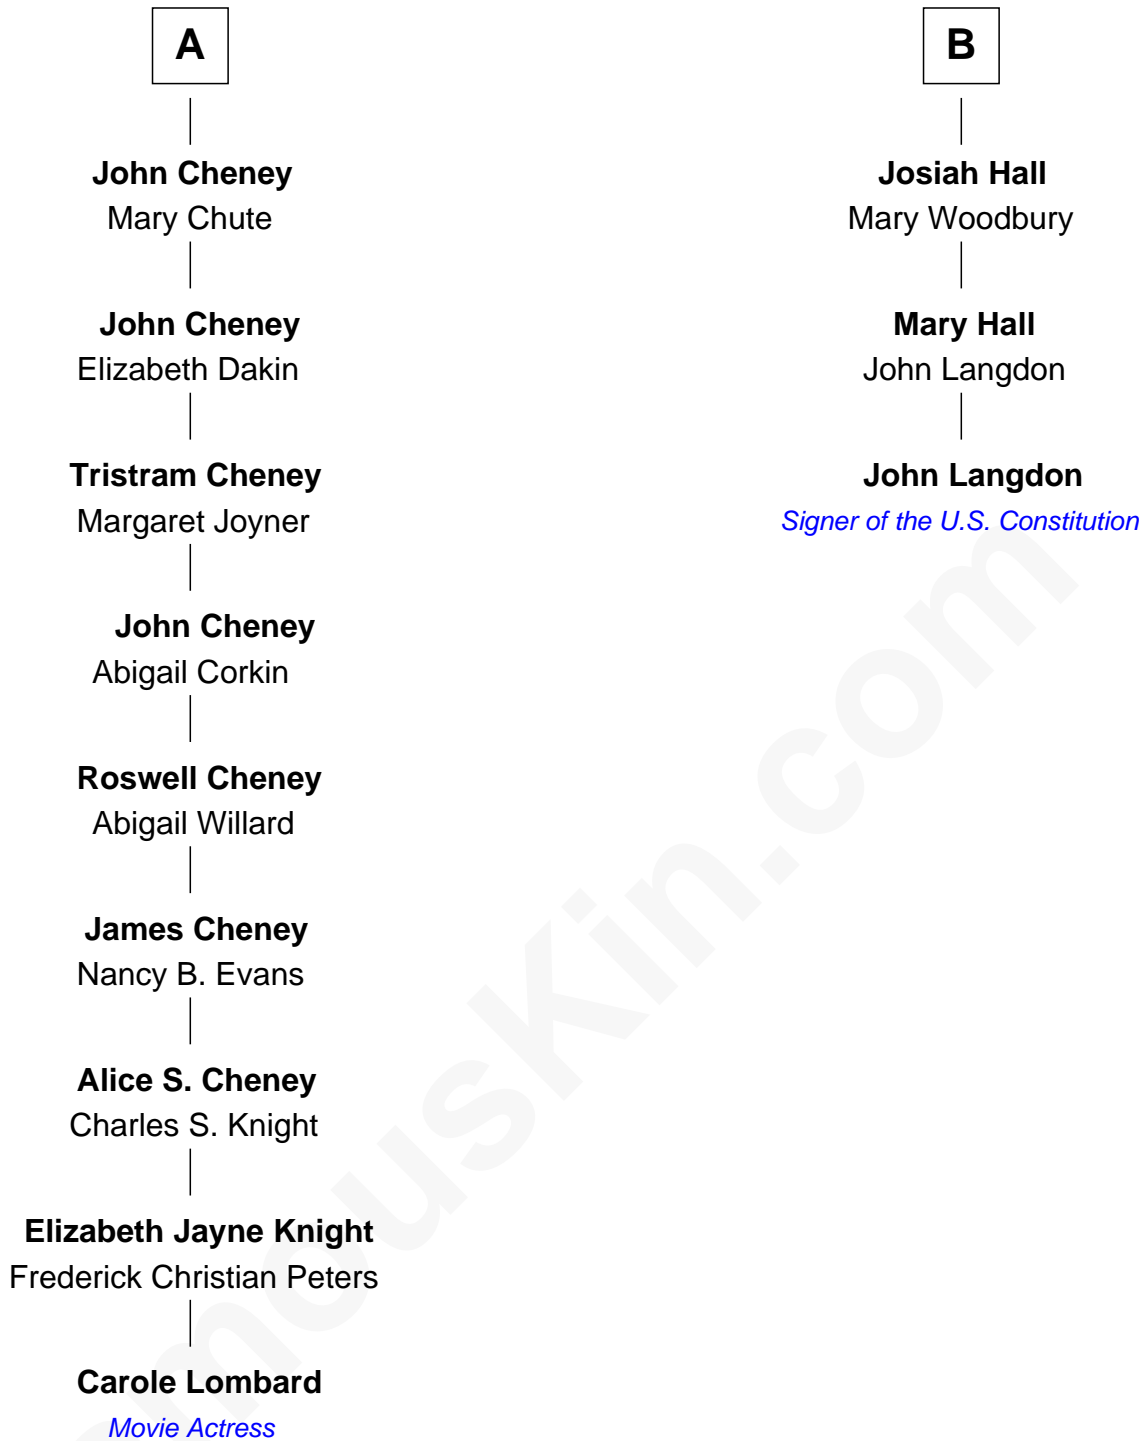 A
John Cheney
Mary Chute
John Cheney
Elizabeth Dakin
Tristram Cheney
Margaret Joyner
John Cheney
Abigail Corkin
Roswell Cheney
Abigail Willard
James Cheney
Nancy B. Evans
Alice S. Cheney
Charles S. Knight
Elizabeth Jayne Knight
Frederick Christian Peters
Carole Lombard
Movie Actress
B
Josiah Hall
Mary Woodbury
Mary Hall
John Langdon
John Langdon
Signer of the U.S. Constitution
mousKin.com